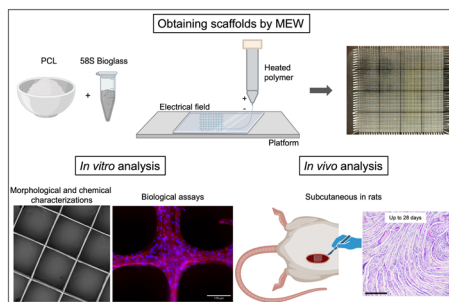 Obtaining scaffolds by MEW
PCL
58S Bioglass
+
Heated
polymer
+
-
Electrical field
Platform
In vitro analysis
In vivo analysis
Morphological and chemical
characterizations
Biological assays
Subcutaneous in rats
Up to 28 days